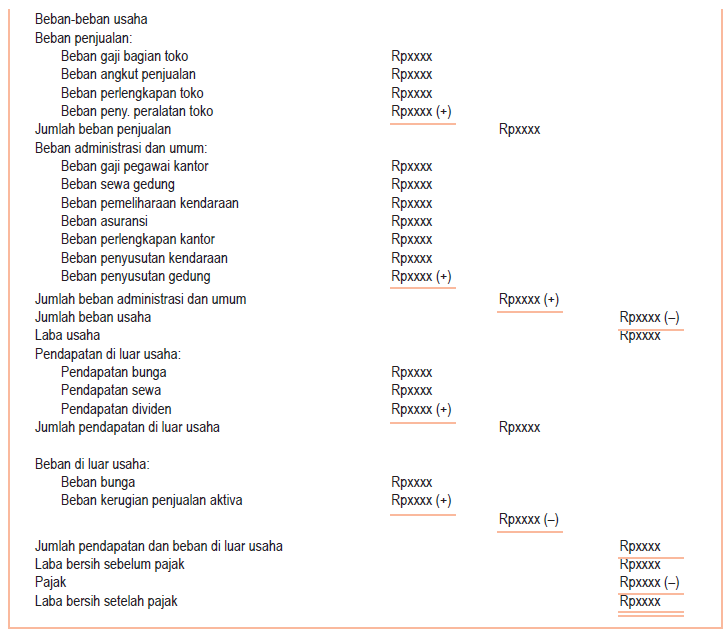 Beban-beban usaha
Beban penjualan:
Beban gaji bagian toko Rpxxxx
Beban angkut penjualan Rpxxxx
Beban perlengkapan toko Rpxxxx
Beban peny. peralatan toko Rpxxxx (+)
Jumlah beban penjualan Rpxxxx
Beban administrasi dan umum:
Beban gaji pegawai kantor Rpxxxx
Beban sewa gedung Rpxxxx
Beban pemeliharaan kendaraan Rpxxxx
Beban asuransi Rpxxxx
Beban perlengkapan kantor Rpxxxx
Beban penyusutan kendaraan Rpxxxx
Beban penyusutan gedung Rpxxxx (+)
Jumlah beban administrasi dan umum Rpxxxx (+)
Jumlah beban usaha Rpxxxx (–)
Laba usaha Rpxxxx
Pendapatan di luar usaha:
Pendapatan bunga Rpxxxx
Pendapatan sewa Rpxxxx
Pendapatan dividen Rpxxxx (+)
Jumlah pendapatan di luar usaha Rpxxxx
Beban di luar usaha:
Beban bunga Rpxxxx
Beban kerugian penjualan aktiva Rpxxxx (+)
Rpxxxx (–)
Jumlah pendapatan dan beban di luar usaha Rpxxxx
Laba bersih sebelum pajak Rpxxxx
Pajak Rpxxxx (–)
Laba bersih setelah pajak Rpxxxx